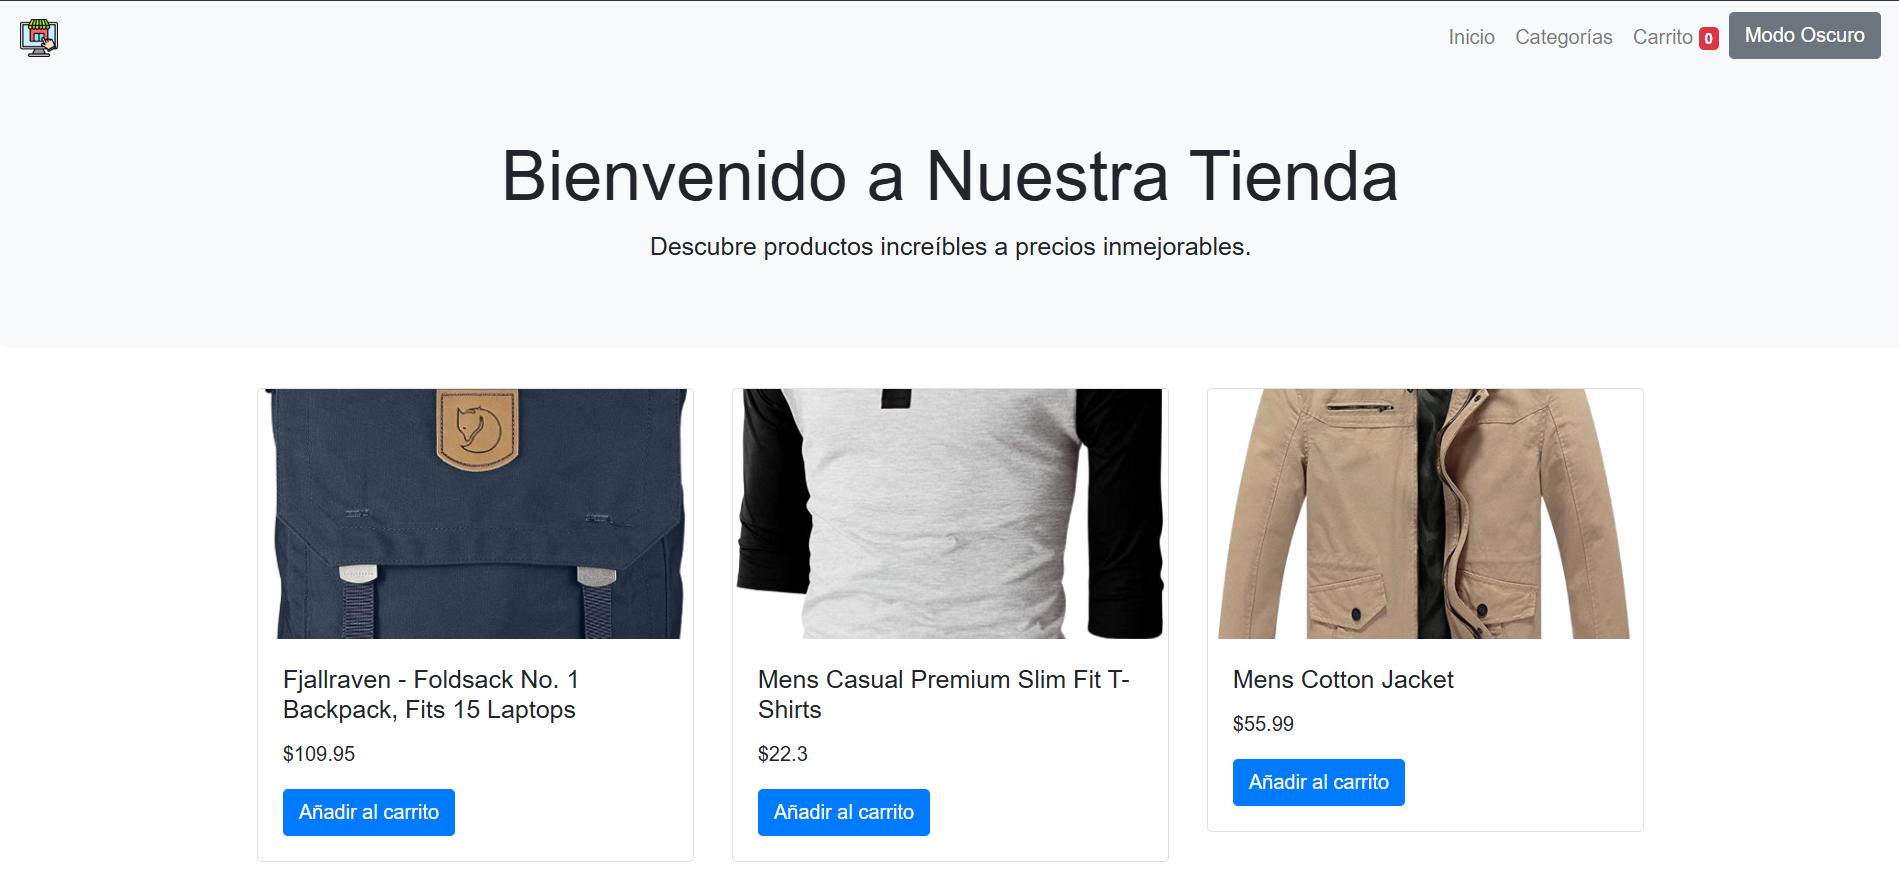 Inicio Categorías Carrito 0 Modo Oscuro
Bienvenido a Nuestra Tienda
Descubre productos increíbles a precios inmejorables.
Fjallraven - Foldsack No. 1
Backpack, Fits 15 Laptops
$109.95
Añadir al carrito
Mens Casual Premium Slim Fit T-
Shirts
$22.3
Añadir al carrito
Mens Cotton Jacket
$55.99
Añadir al carrito